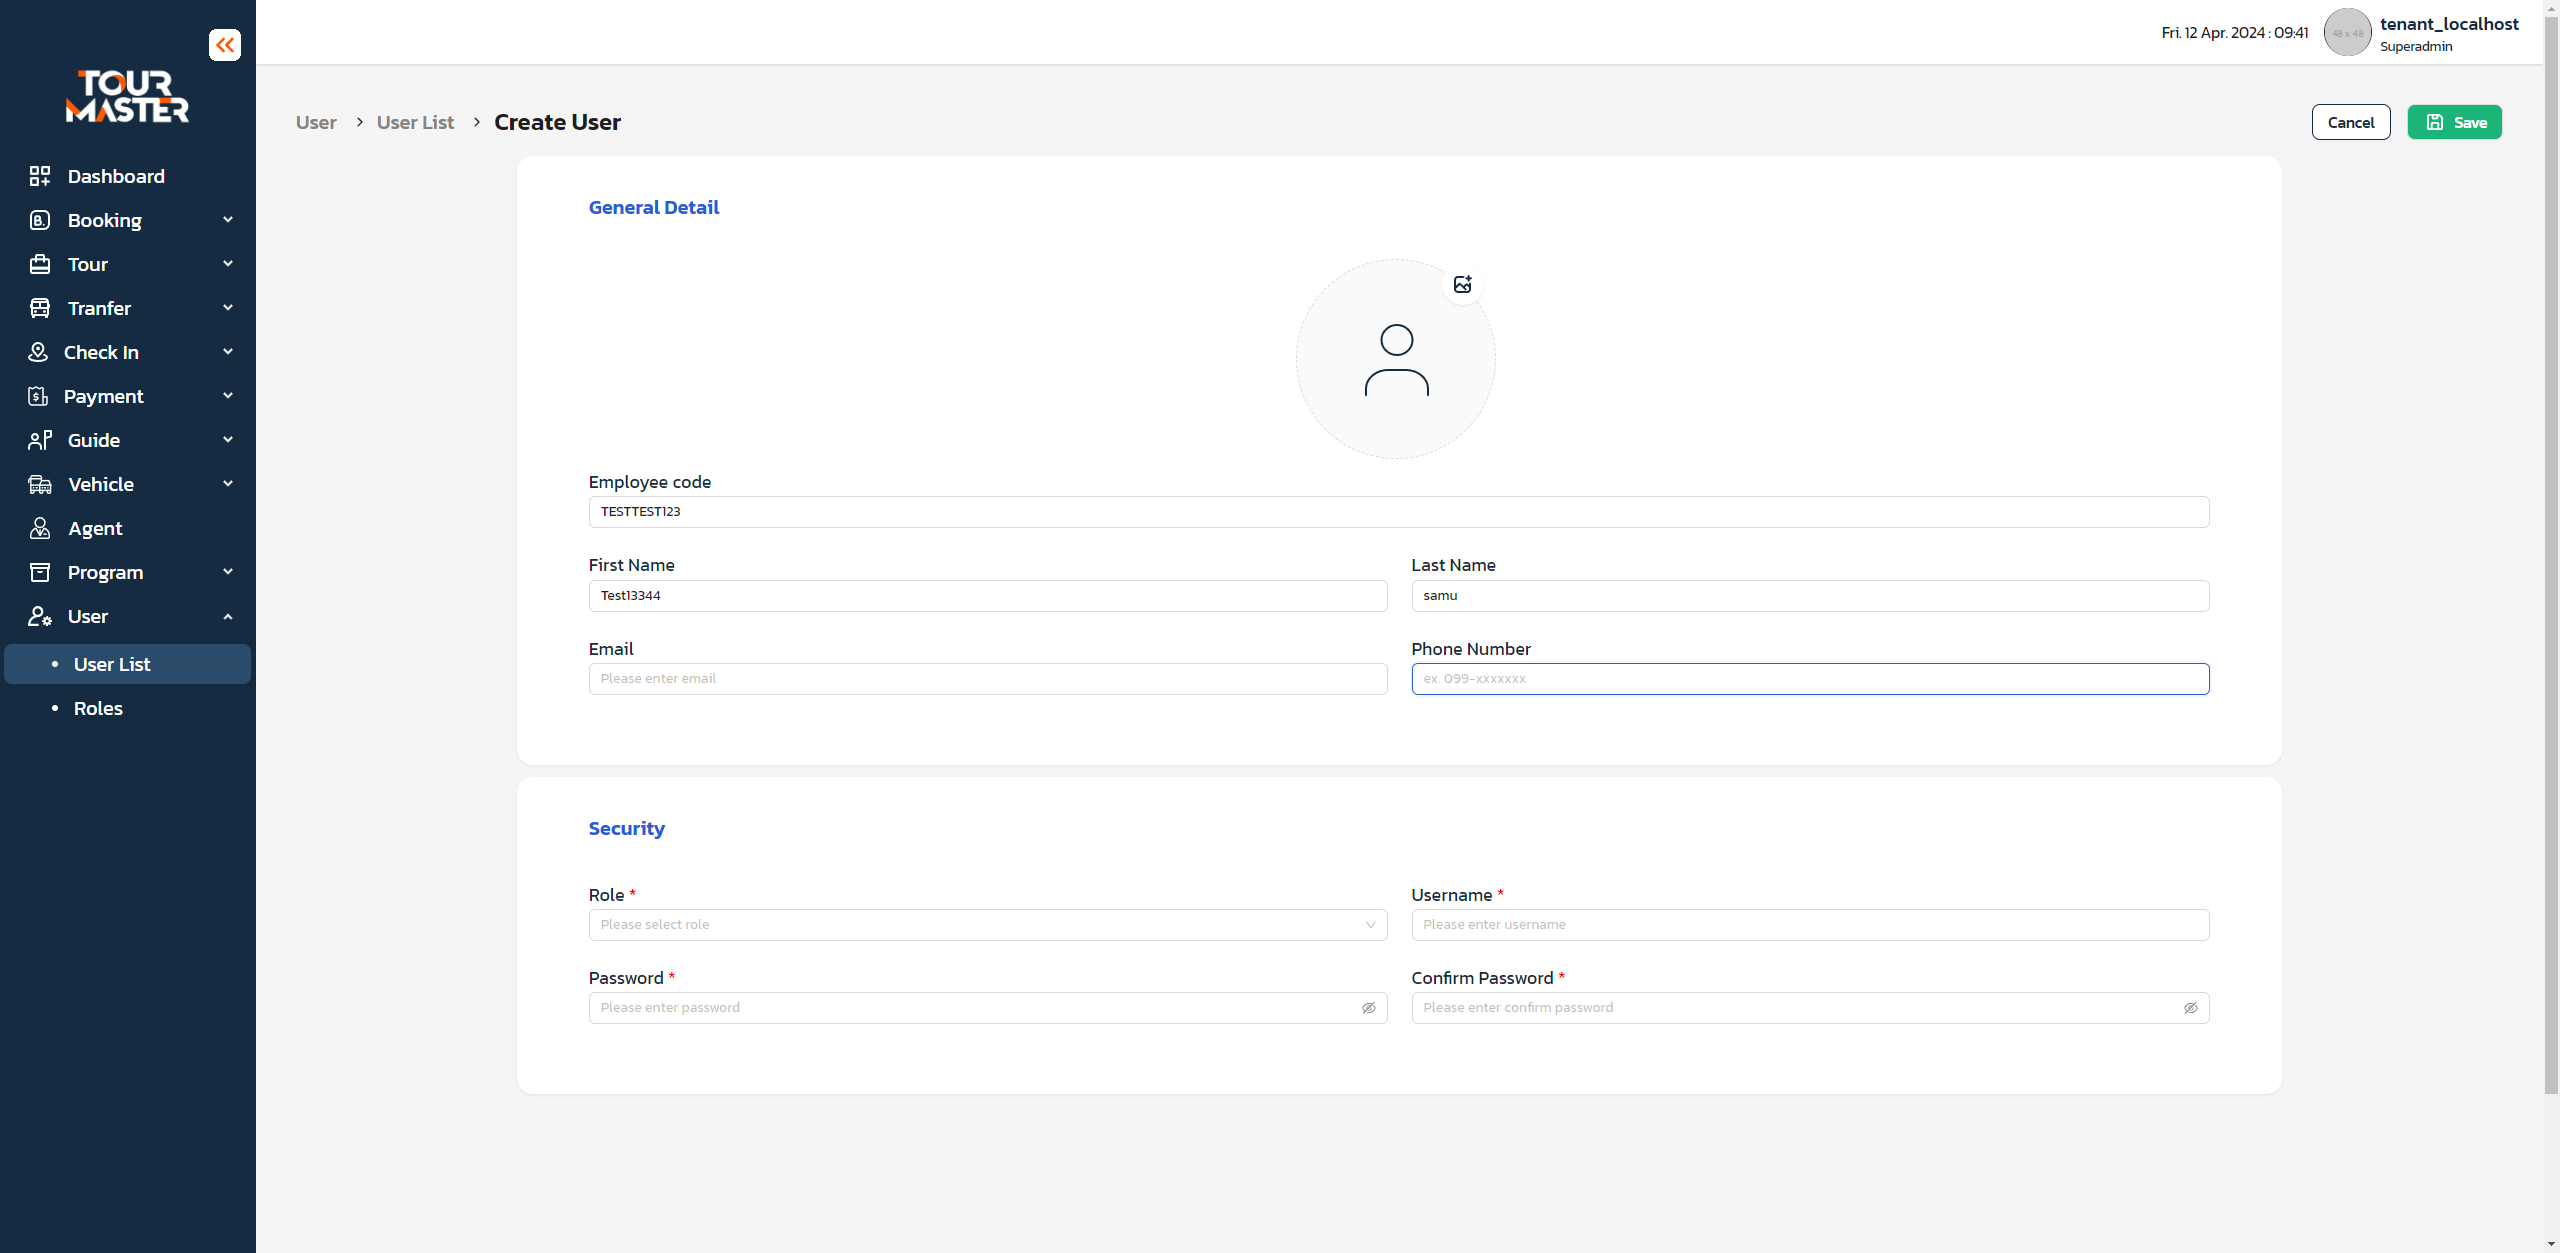 Fri. 12 Apr. 2024 : 09:41
48 x 48
tenant_localhost
Superadmin
TOUR
MASTER
User > User List > Create User
Cancel
Save
Dashboard
Booking
Tour
Tranfer
Check In
Payment
Guide
Vehicle
Agent
Program
User
• User List
• Roles
General Detail
Employee code
TESTTEST123
First Name
Last Name
Test13344
samu
Email
Phone Number
Please enter email
ex. 099-xxxxxxx
Security
Role *
Username *
Please select role
Please enter username
Password *
Confirm Password *
Please enter password
Please enter confirm password